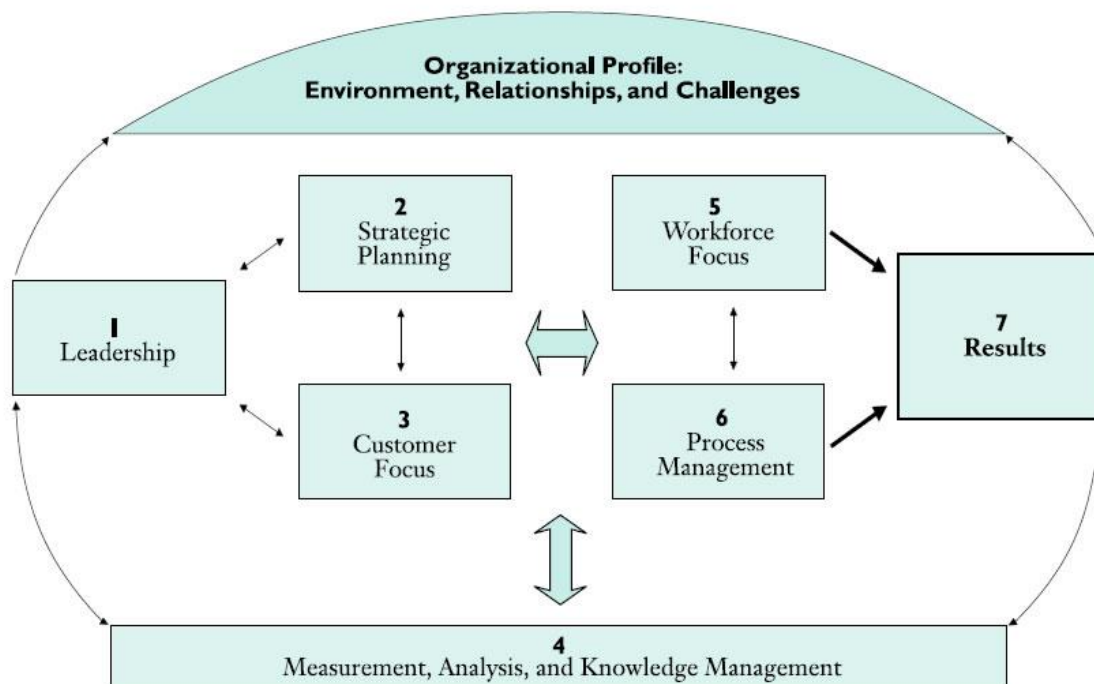 Organizational Profile:
Environment, Relationships, and Challenges
2
Strategic
Planning
5
Workforce
Focus
1
Leadership
7
Results
3
Customer
Focus
6
Process
Management
4
Measurement, Analysis, and Knowledge Management